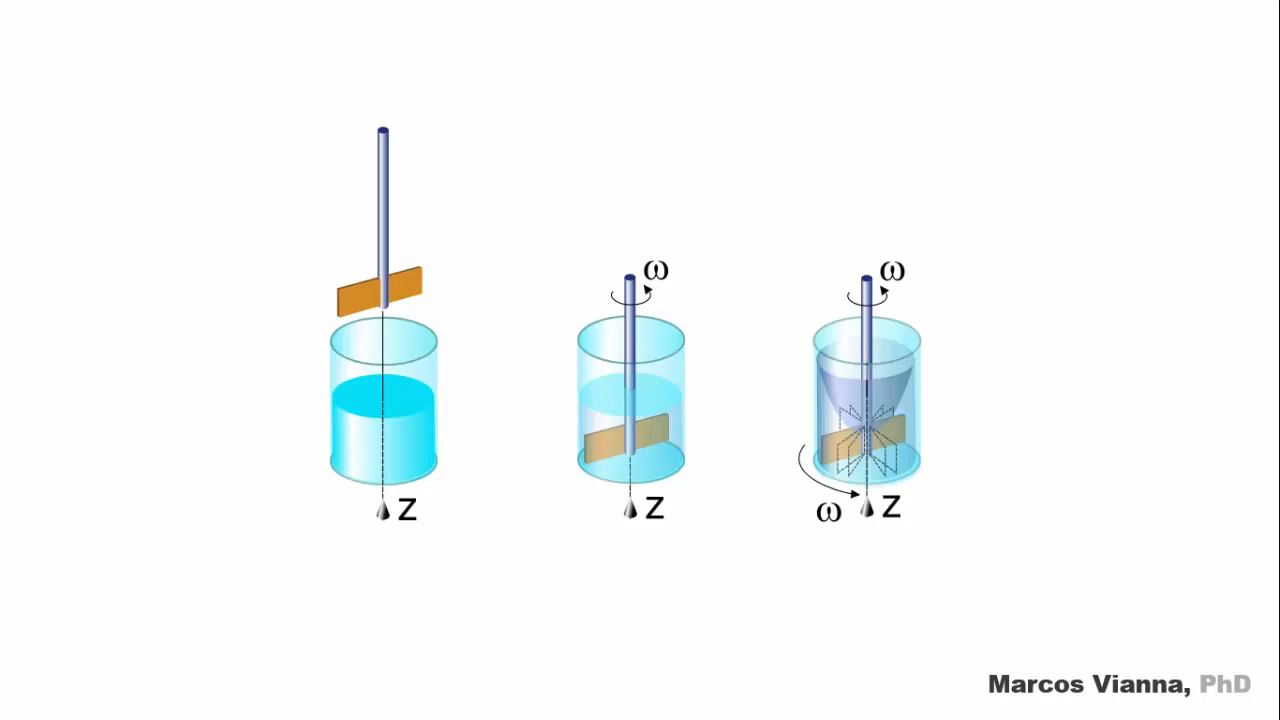 ω
ω
Z
Z
ω
Z
Marcos Vianna, PhD